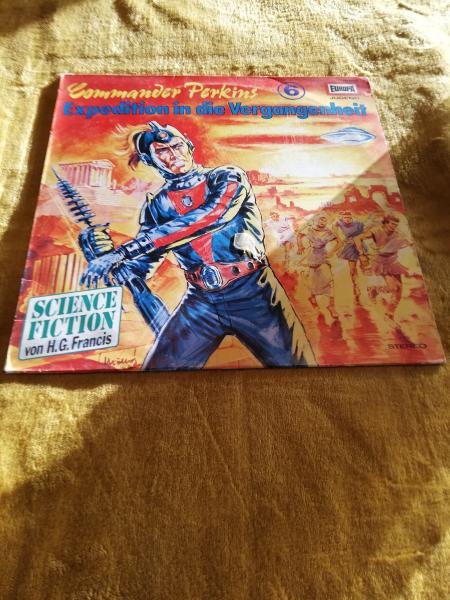 Commander Perkins
6
EUROPA
Expedition in die Vergangenheit
SCIENCE
FICTION
von H.G. Francis
STEREO